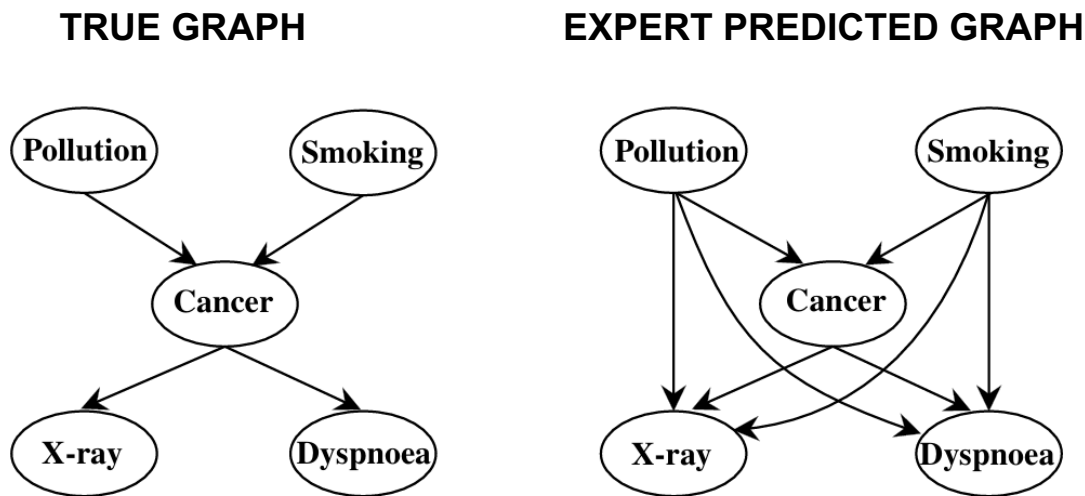 TRUE GRAPH
Pollution
Smoking
Cancer
X-ray
Dyspnoea
EXPERT PREDICTED GRAPH
Pollution
Smoking
Cancer
X-ray
Dyspnoea